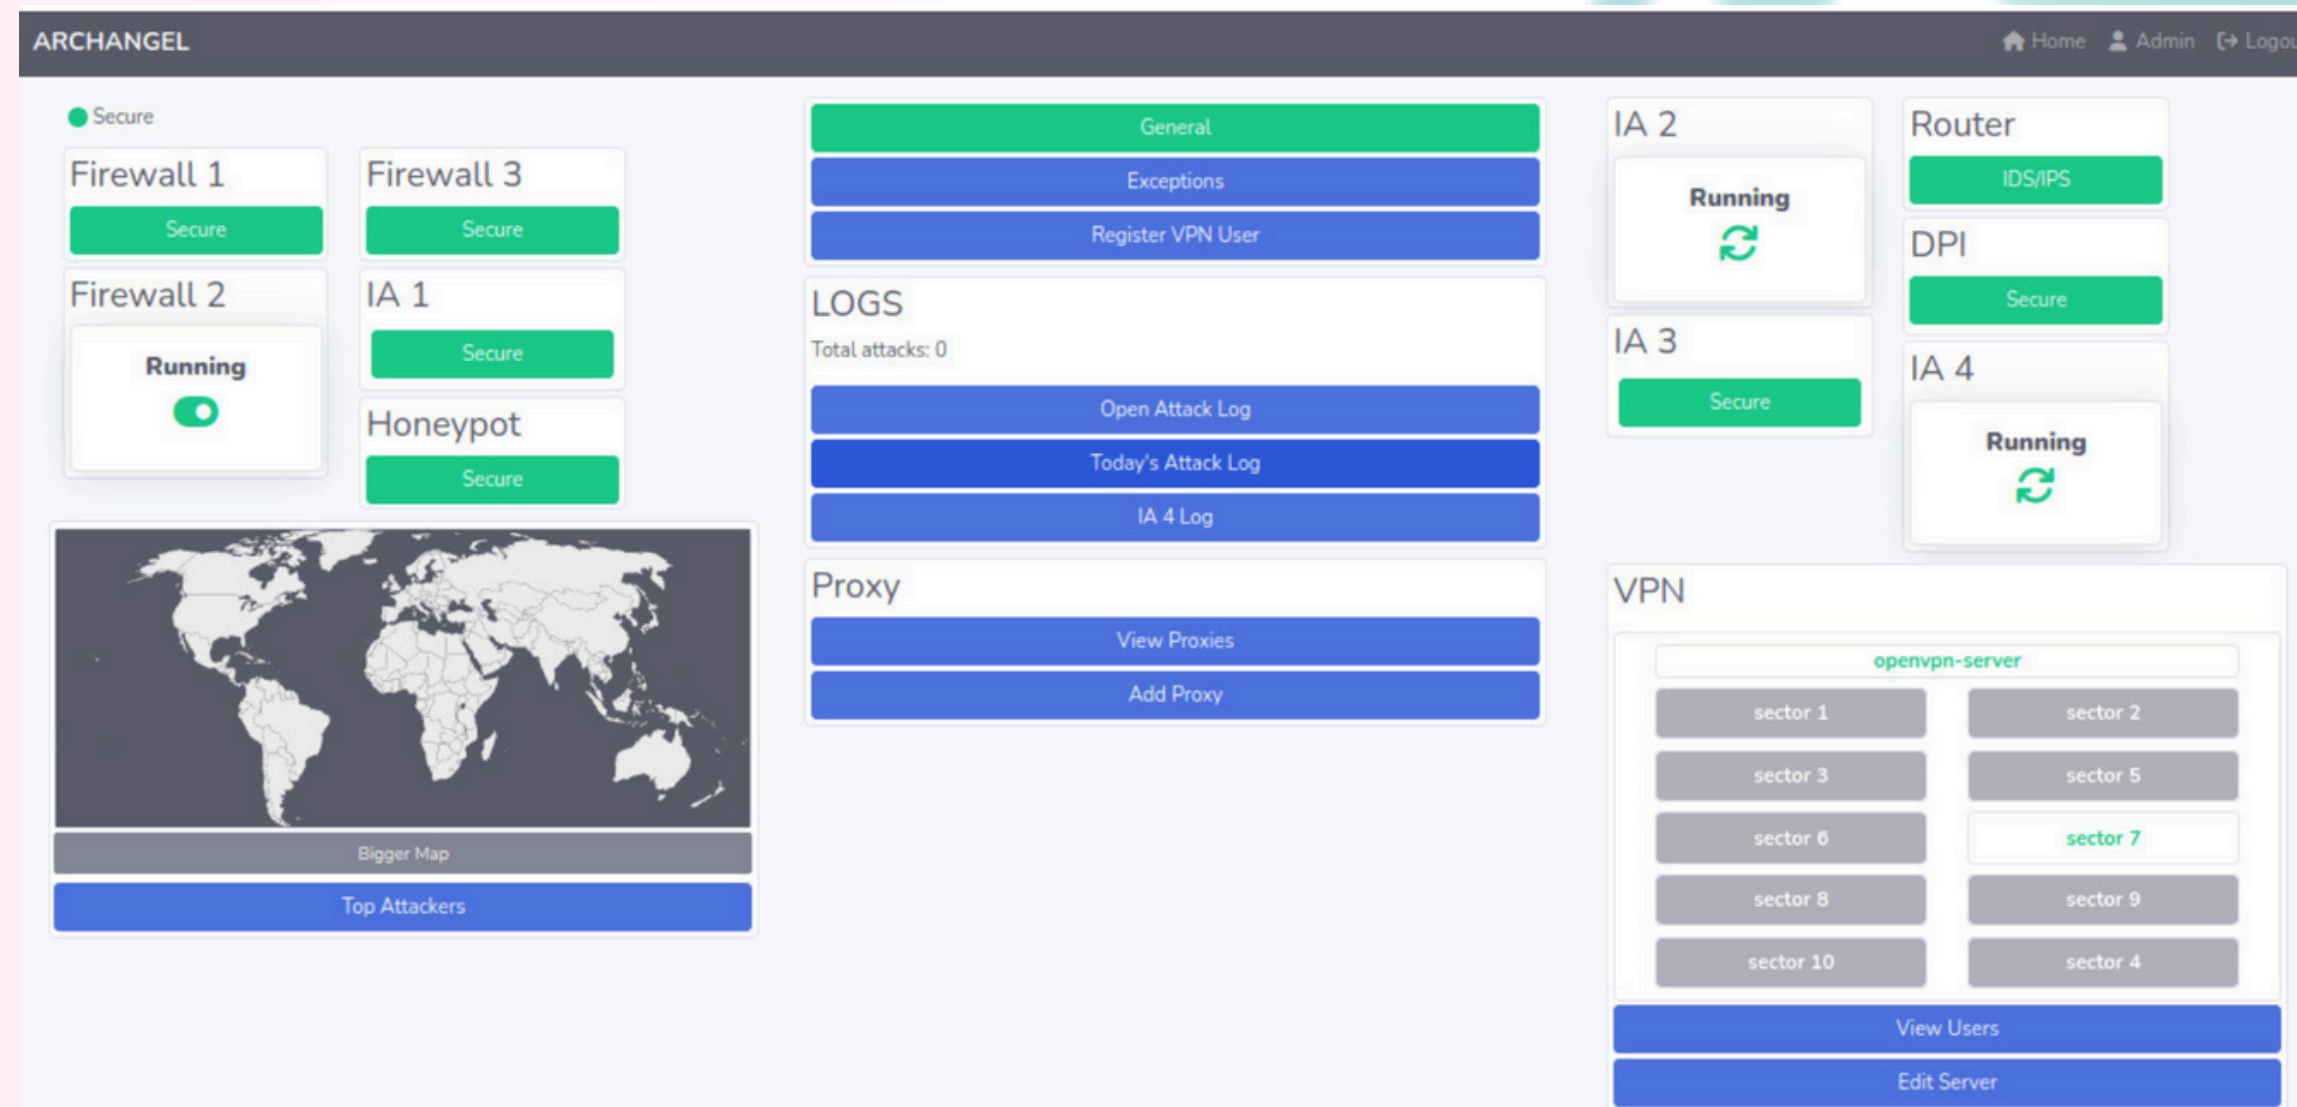 ARCHANGEL
Home Admin
Secure
Firewall 1
Secure
Firewall 3
Secure
Firewall 2
Running
IA 1
Secure
Honeypot
Secure
Bigger Map
Top Attackers
General
Exceptions
Register VPN User
LOGS
Total attacks: 0
Open Attack Log
Today's Attack Log
IA 4 Log
Proxy
View Proxies
Add Proxy
IA 2
Running
IA 3
Secure
Router
IDS/IPS
DPI
Secure
IA 4
Running
VPN
openvpn-server
sector 1 sector 2
sector 3 sector 5
sector 6 sector 7
sector 8 sector 9
sector 10 sector 4
View Users
Edit Server